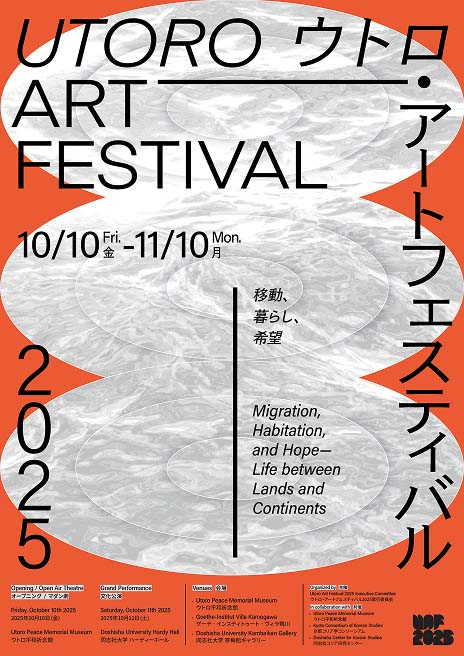 UTORO ウトロ・アートフェスティバル
ART
FESTIVAL
10/10 Fri. 金 -11/10 Mon. 月
2025
移動、
暮らし、
希望
Migration,
Habitation,
and Hope—
Life between
Lands and
Continents
Opening / Open Air Theatre
オープニング / マダン劇
Friday, October 10th 2025
2025年10月10日(金)
Utoro Peace Memorial Museum
ウトロ平和祈念館
Grand Performance
文化公演
Saturday, October 11th 2025
2025年10月11日(土)
Doshisha University Hardy Hall
同志社大学 ハーディーホール
Venues 会場
Utoro Peace Memorial Museum
ウトロ平和祈念館
Goethe-Institut Villa Kamogawa
ゲーテ・インスティトゥート・ヴィラ鴨川
Doshisha University Kambaikan Gallery
同志社大学 寒梅館ギャラリー
Organized by 主催
Utoro Art Festival 2025 Executive Committee
ウトロ・アートフェスティバル2025実行委員会
In collaboration with 共催
Utoro Peace Memorial Museum
ウトロ平和祈念館
Kyoto Consortium of Korean Studies
京都コリア学コンソーシアム
Doshisha Center for Korean Studies
同志社コリア研究センター
UAF
2025